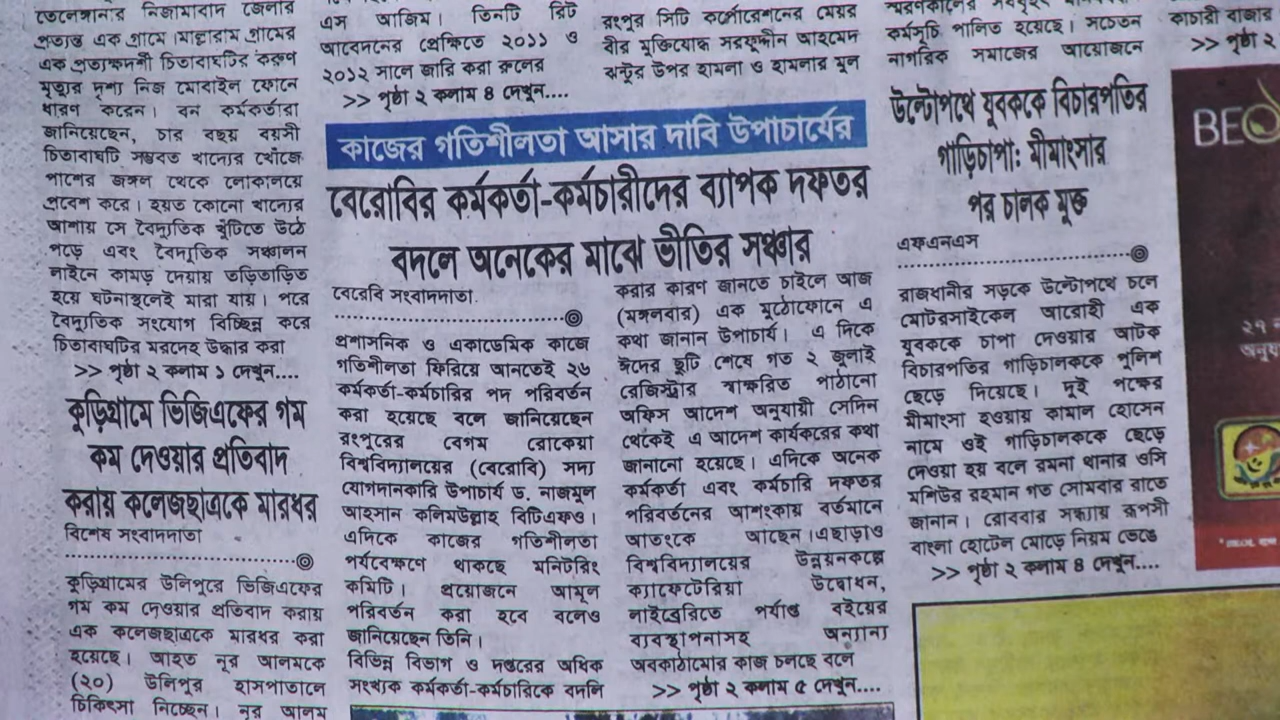 তেলেঙ্গানার নিজামাবাদ জেলার
প্রত্যন্ত এক গ্রামে। মাল্লারাম গ্রামের
এক প্রত্যক্ষদর্শী চিতাবাঘটির করুণ
মৃত্যুর দৃশ্য নিজ মোবাইল ফোনে
ধারণ করেন। বন কর্মকর্তারা
জানিয়েছেন, চার বছর বয়সী
চিতাবাঘটি সম্ভবত খাদ্যের খোঁজে
পাশের জঙ্গল থেকে লোকালয়ে
প্রবেশ করে। হয়ত কোনো খাদ্যের
আশায় সে বৈদ্যুতিক খুঁটিতে উঠে
পড়ে এবং বৈদ্যুতিক সঞ্চালন
লাইনে কামড় দেয়ায় তড়িতাড়িত
হয়ে ঘটনাস্থলেই মারা যায়। পরে
বৈদ্যুতিক সংযোগ বিচ্ছিন্ন করে
চিতাবাঘটির মরদেহ উদ্ধার করা
>> পৃষ্ঠা ২ কলাম ১ দেখুন....
কুড়িগ্রামে ভিজিএফের গম
কম দেওয়ার প্রতিবাদ
করায় কলেজছাত্রকে মারধর
বিশেষ সংবাদদাতা
কুড়িগ্রামের উলিপুরে ভিজিএফের
গম কম দেওয়ার প্রতিবাদ করায়
এক কলেজছাত্রকে মারধর করা
হয়েছে। আহত নুর আলমকে
(২০) উলিপুর হাসপাতালে
চিকিৎসা নিচ্ছেন। নুর আলম
এস আজিম। তিনটি রিট
আবেদনের প্রেক্ষিতে ২০১১ ও
২০১২ সালে জারি করা রুলের
>> পৃষ্ঠা ২ কলাম ৪ দেখুন....
রংপুর সিটি কর্পোরেশনের মেয়র
বীর মুক্তিযোদ্ধ সরফুদ্দীন আহমেদ
ঝন্টুর উপর হামলা ও হামলার মুল
কাজের গতিশীলতা আসার দাবি উপাচার্যের
বেরোবির কর্মকর্তা-কর্মচারীদের ব্যাপক দফতর
বদলে অনেকের মাঝে ভীতির সঞ্চার
বেরেবি সংবাদদাতা.
প্রশাসনিক ও একাডেমিক কাজে
গতিশীলতা ফিরিয়ে আনতেই ২৬
কর্মকর্তা-কর্মচারির পদ পরিবর্তন
করা হয়েছে বলে জানিয়েছেন
রংপুরের বেগম রোকেয়া
বিশ্ববিদ্যালয়ের (বেরোবি) সদ্য
যোগদানকারি উপাচার্য ড. নাজমুল
আহসান কলিমউল্লাহ বিটিএফও।
এদিকে কাজের গতিশীলতা
পর্যবেক্ষণে থাকছে মনিটরিং
কমিটি। প্রয়োজনে আমূল
পরিবর্তন করা হবে বলেও
জানিয়েছেন তিনি।
বিভিন্ন বিভাগ ও দপ্তরের অধিক
সংখ্যক কর্মকর্তা-কর্মচারিকে বদলি
করার কারণ জানতে চাইলে আজ
(মঙ্গলবার) এক মুঠোফোনে এ
কথা জানান উপাচার্য। এ দিকে
ঈদের ছুটি শেষে গত ২ জুলাই
রেজিস্ট্রার স্বাক্ষরিত পাঠানো
অফিস আদেশ অনুযায়ী সেদিন
থেকেই এ আদেশ কার্যকরের কথা
জানানো হয়েছে। এদিকে অনেক
কর্মকর্তা এবং কর্মচারি দফতর
পরিবর্তনের আশংকায় বর্তমানে
আতংকে আছেন।এছাড়াও
বিশ্ববিদ্যালয়ের উন্নয়নকল্পে
ক্যাফেটেরিয়া উদ্বোধন,
লাইব্রেরিতে পর্যাপ্ত বইয়ের
ব্যবস্থাপনাসহ অন্যান্য
অবকাঠামোর কাজ চলছে বলে
>> পৃষ্ঠা ২ কলাম ৫ দেখুন....
কর্মসূচি পালিত হয়েছে। সচেতন
নাগরিক সমাজের আয়োজনে
উল্টোপথে যুবককে বিচারপতির
গাড়িচাপা: মীমাংসার
পর চালক মুক্ত
এফএনএস
রাজধানীর সড়কে উল্টোপথে চলে
মোটরসাইকেল আরোহী এক
যুবককে চাপা দেওয়ার আটক
বিচারপতির গাড়িচালককে পুলিশ
ছেড়ে দিয়েছে। দুই পক্ষের
মীমাংসা হওয়ায় কামাল হোসেন
নামে ওই গাড়িচালককে ছেড়ে
দেওয়া হয় বলে রমনা থানার ওসি
মশিউর রহমান গত সোমবার রাতে
জানান। রোববার সন্ধ্যায় রূপসী
বাংলা হোটেল মোড়ে নিয়ম ভেঙে
>> পৃষ্ঠা ২ কলাম ৪ দেখুন....
কাচারী বাজার
>> পৃষ্ঠা ২
BEO
২৭